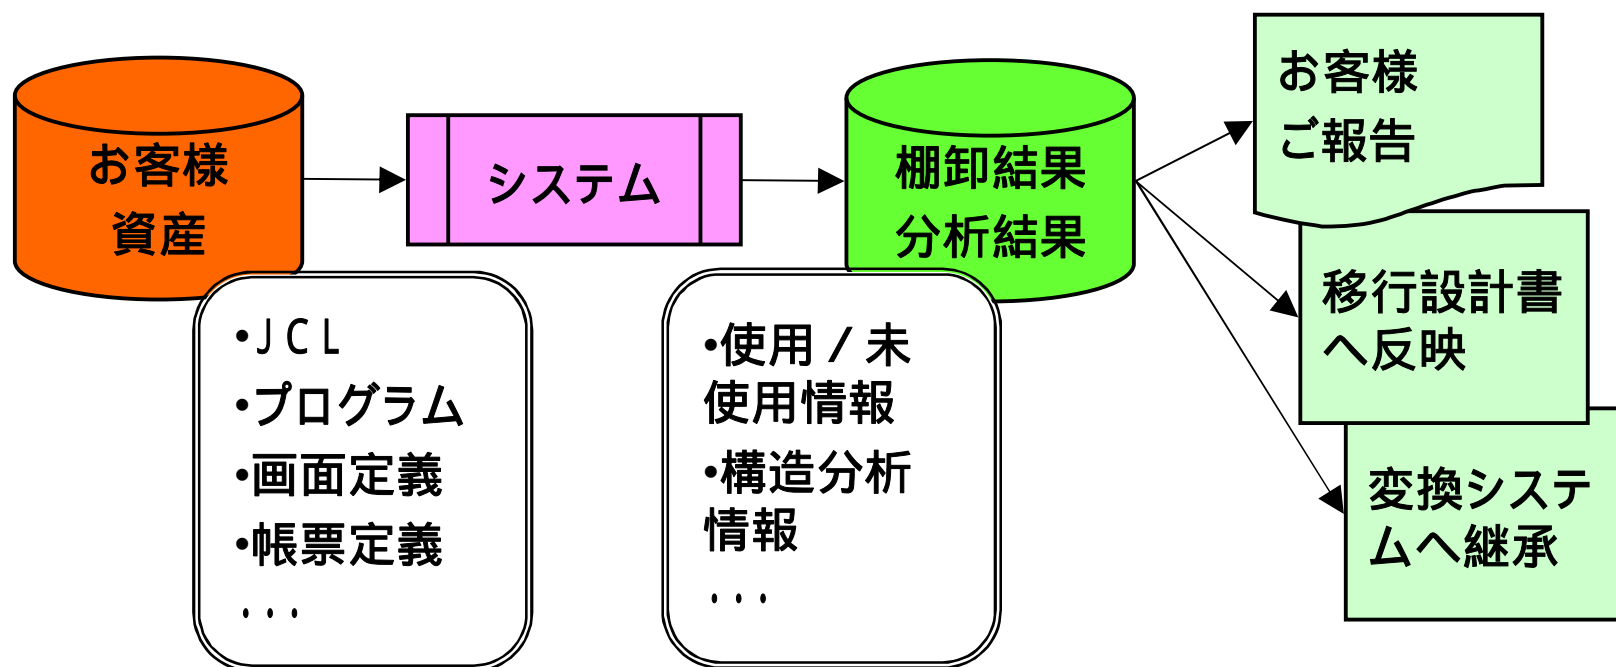 お客様
資産
システム
棚卸結果
分析結果
お客様
ご報告
移行設計書
へ反映
変換システ
ムへ継承
•ＪＣＬ
•プログラム
•画面定義
•帳票定義
・・・
•使用／未
使用情報
•構造分析
情報
・・・